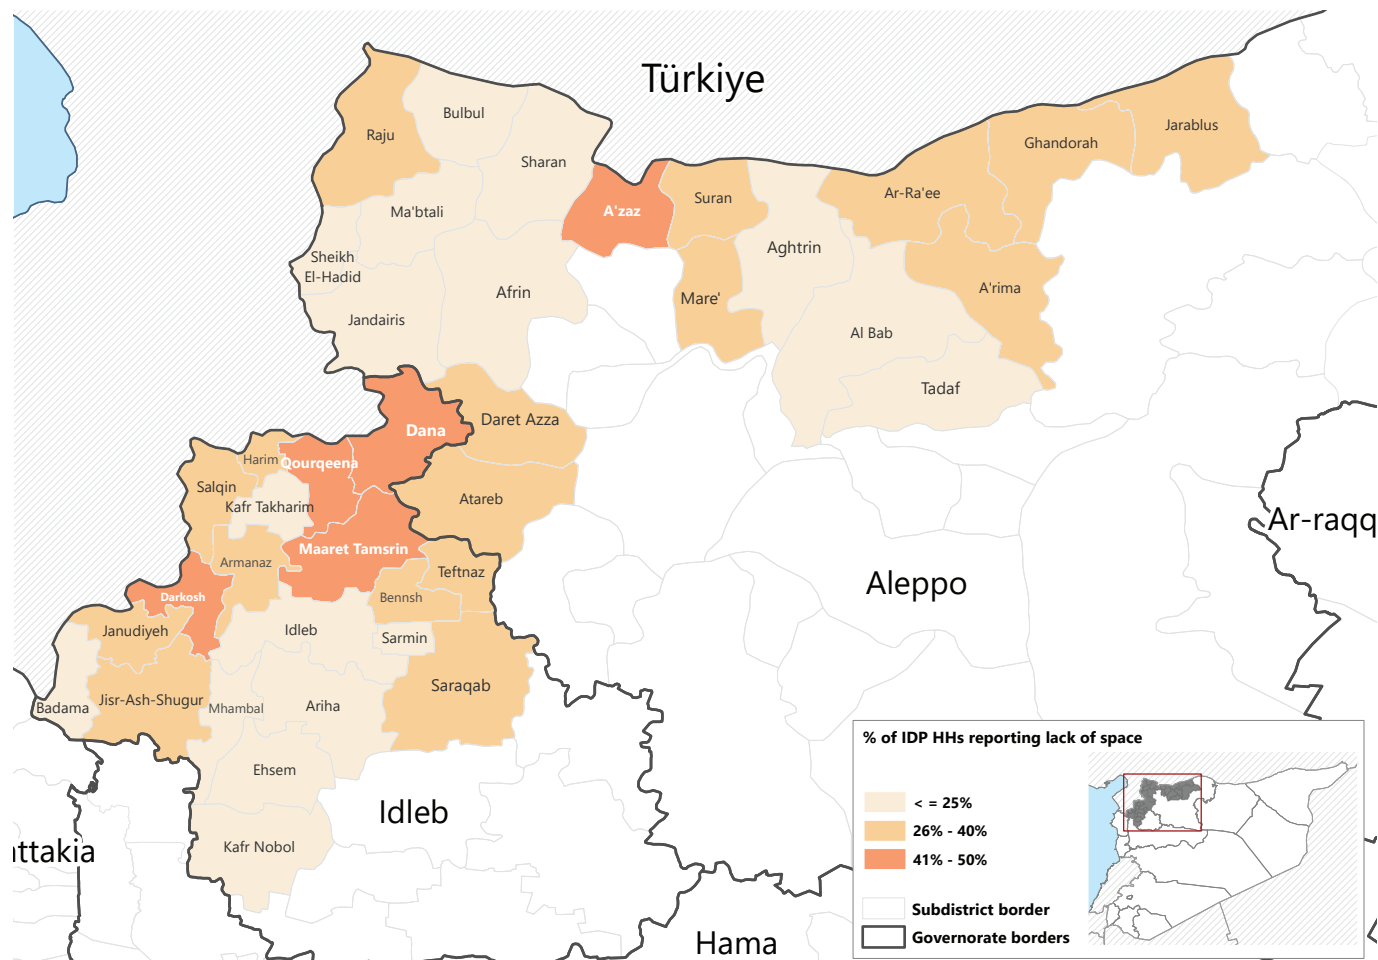 Türkiye
Bulbul
Raju
Sharan
Ghandorah
Jarablus
Ar-Ra'ee
Suran
A'zaz
Ma'btali
Aghtrin
Sheikh
El-Hadid
Afrin
A'rima
Mare'
Jandairis
Al Bab
Tadaf
Daret Azza
Dana
Harim
Qourqeena
Salqin
Kafr Takharim
Atareb
Ar-raqq
Maaret Tamsrin
Armanaz
Teftnaz
Aleppo
Darkosh
Bennsh
Janudiyeh
Idleb
Sarmin
Saraqab
Jisr-Ash-Shugur
Badama
Mhambal
Ariha
Ehsem
Idleb
Kafr Nobol
ttakia
Hama
% of IDP HHs reporting lack of space
< = 25%
26% - 40%
41% - 50%
Subdistrict border
Governorate borders